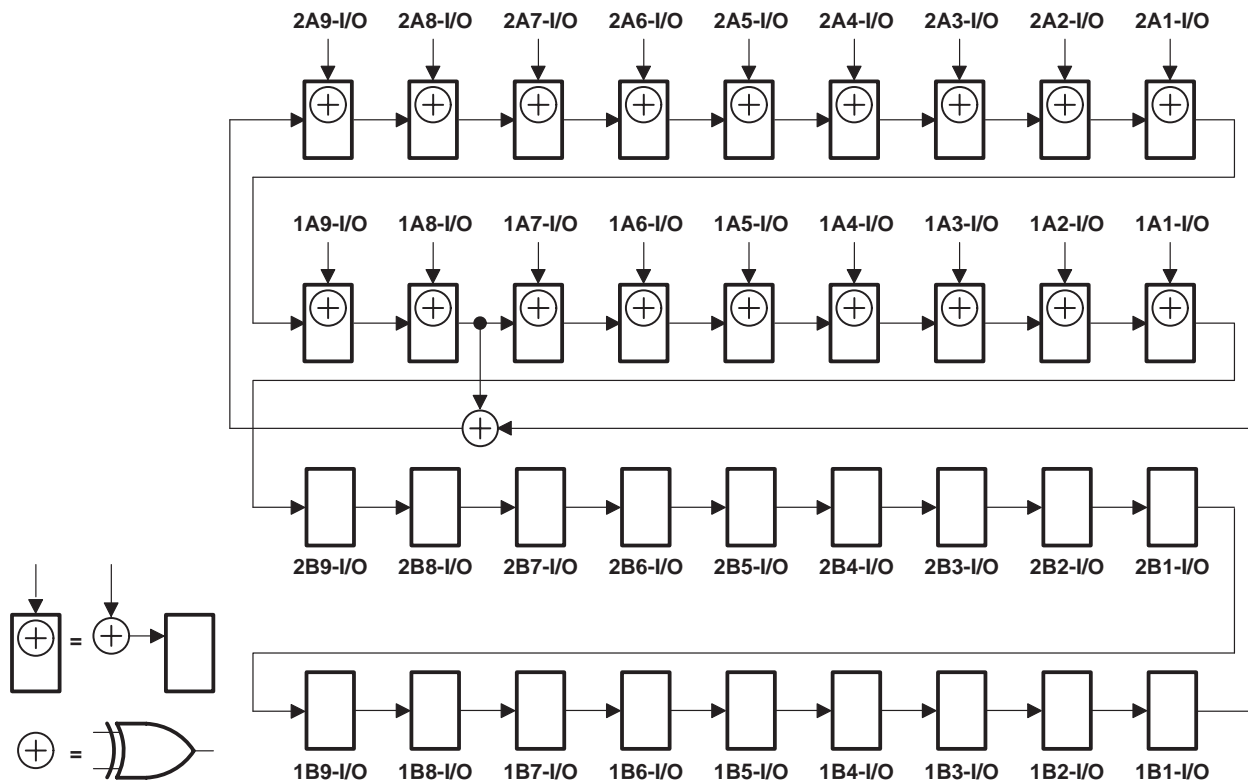 2A9-I/O 2A8-I/O 2A7-I/O 2A6-I/O 2A5-I/O 2A4-I/O 2A3-I/O 2A2-I/O 2A1-I/O
1A9-I/O 1A8-I/O 1A7-I/O 1A6-I/O 1A5-I/O 1A4-I/O 1A3-I/O 1A2-I/O 1A1-I/O
2B9-I/O 2B8-I/O 2B7-I/O 2B6-I/O 2B5-I/O 2B4-I/O 2B3-I/O 2B2-I/O 2B1-I/O
=
=
1B9-I/O 1B8-I/O 1B7-I/O 1B6-I/O 1B5-I/O 1B4-I/O 1B3-I/O 1B2-I/O 1B1-I/O